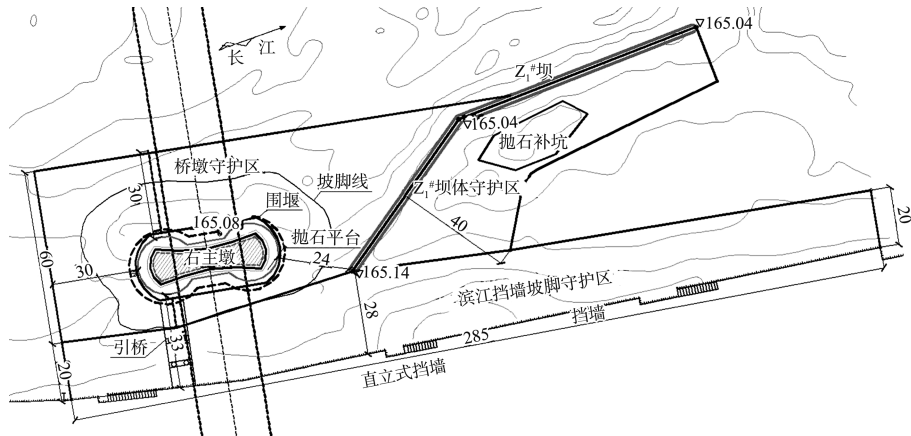 165.04
长 江
Z₁#坝
165.04
抛石补坑
桥墩守护区
坡脚线
Z₁#坝体守护区
30
围堰
165.08
抛石平台
40
20
60
石主墩
30
24
165.14
滨江挡墙坡脚守护区
28
挡墙
引桥
33
285
20
直立式挡墙